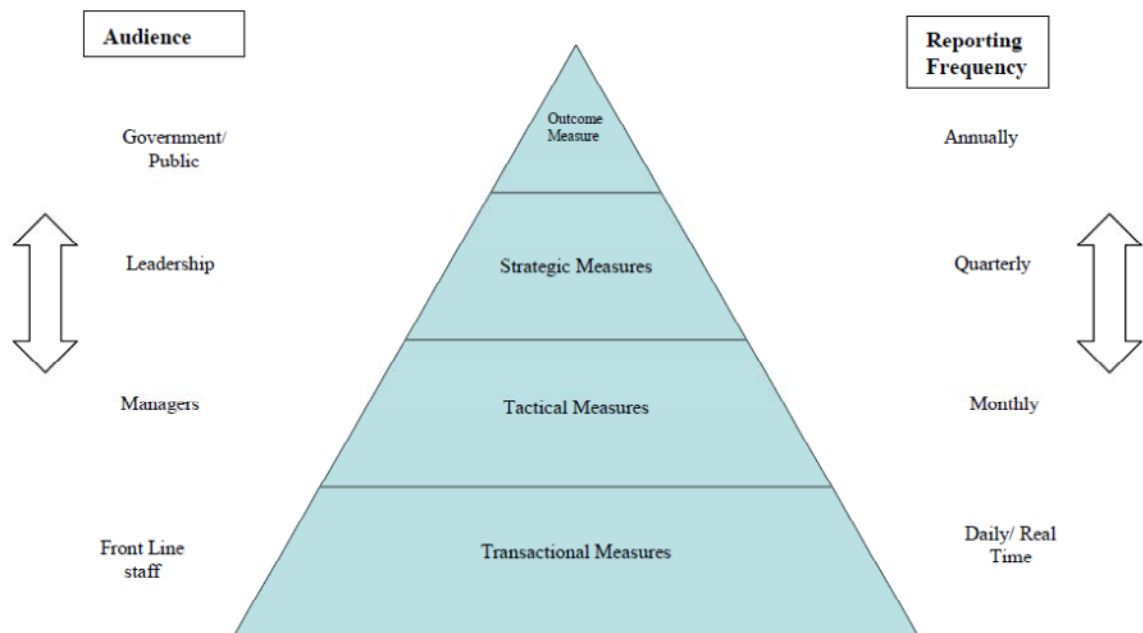 Audience
Reporting
Frequency
Government/
Public
Outcome
Measure
Annually
Leadership
Strategic Measures
Quarterly
Managers
Tactical Measures
Monthly
Front Line
staff
Transactional Measures
Daily/ Real
Time